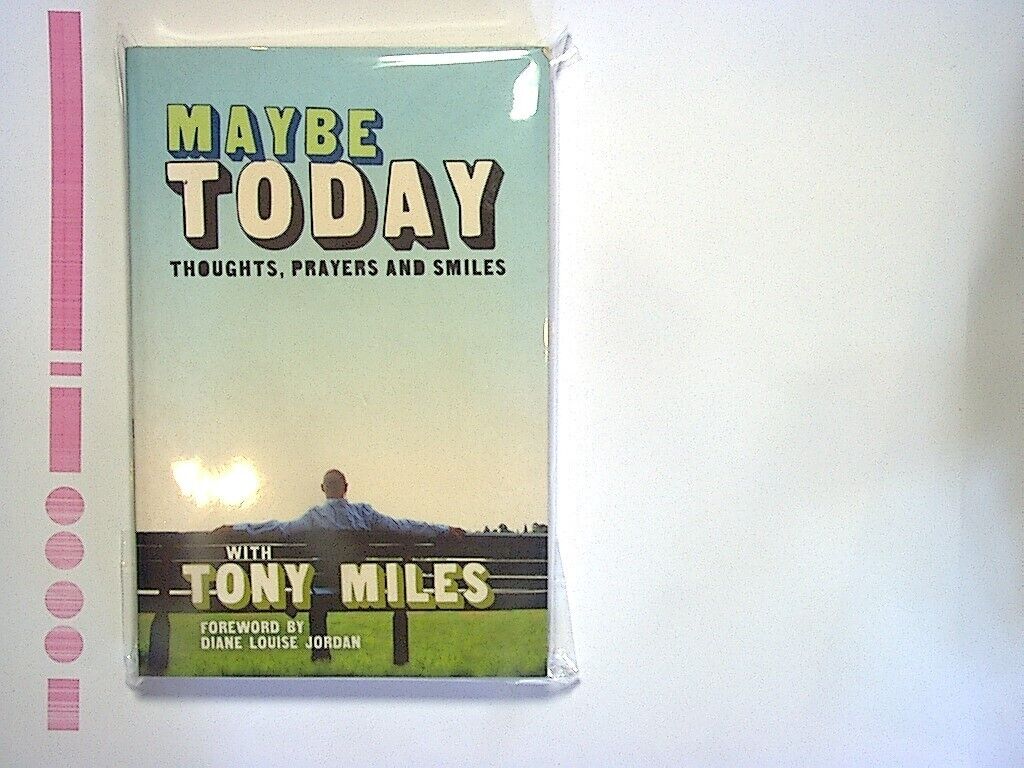 MAYBE
TODAY
THOUGHTS, PRAYERS AND SMILES
WITH
TONY MILES
FOREWORD BY
DIANE LOUISE JORDAN